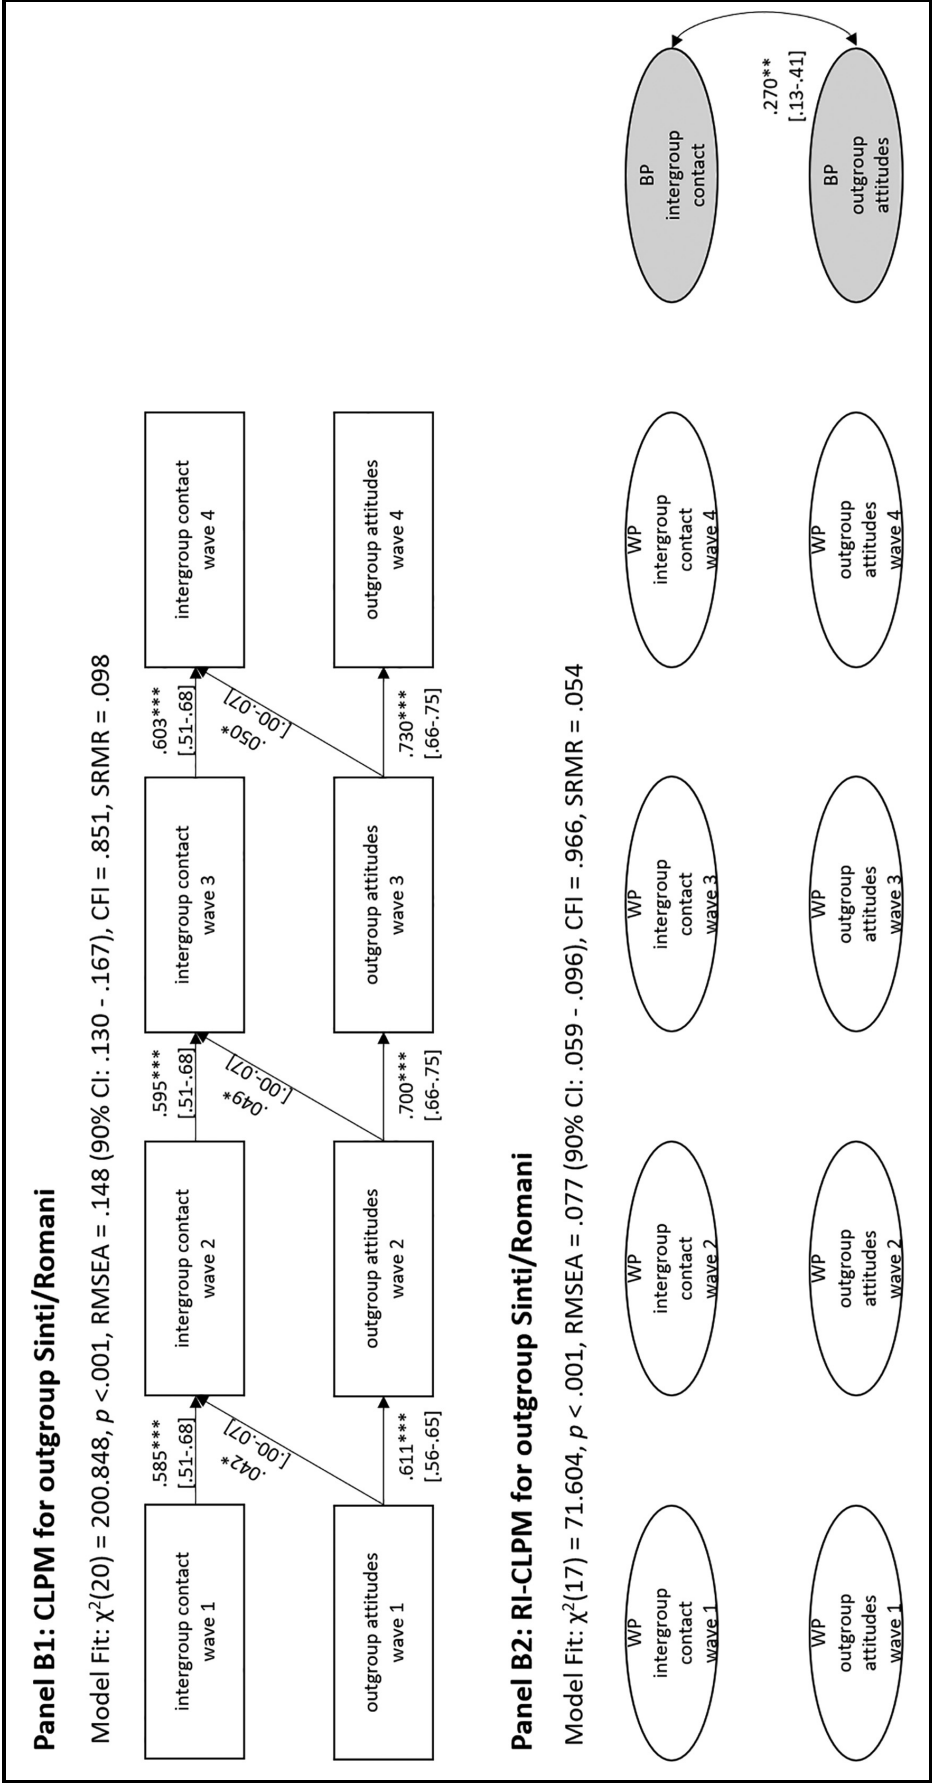 Panel B1: CLPM for outgroup Sinti/Romani
Model Fit: χ²(20) = 200.848, p <.001, RMSEA = .148 (90% CI: .130 - .167), CFI = .851, SRMR = .098
intergroup contact
wave 1
.585***
[.51-.68]
intergroup contact
wave 2
.595***
[.51-.68]
intergroup contact
wave 3
.603***
[.51-.68]
intergroup contact
wave 4
.042*
[.00-.07]
.049*
[.00-.07]
.050*
[.00-.07]
outgroup attitudes
wave 1
.611***
[.56-.65]
outgroup attitudes
wave 2
.700***
[.66-.75]
outgroup attitudes
wave 3
.730***
[.66-.75]
outgroup attitudes
wave 4
Panel B2: RI-CLPM for outgroup Sinti/Romani
Model Fit: χ²(17) = 71.604, p < .001, RMSEA = .077 (90% CI: .059 - .096), CFI = .966, SRMR = .054
WP
intergroup
contact
wave 1
WP
intergroup
contact
wave 2
WP
intergroup
contact
wave 3
WP
intergroup
contact
wave 4
BP
intergroup
contact
.270**
[.13-.41]
WP
outgroup
attitudes
wave 1
WP
outgroup
attitudes
wave 2
WP
outgroup
attitudes
wave 3
WP
outgroup
attitudes
wave 4
BP
outgroup
attitudes